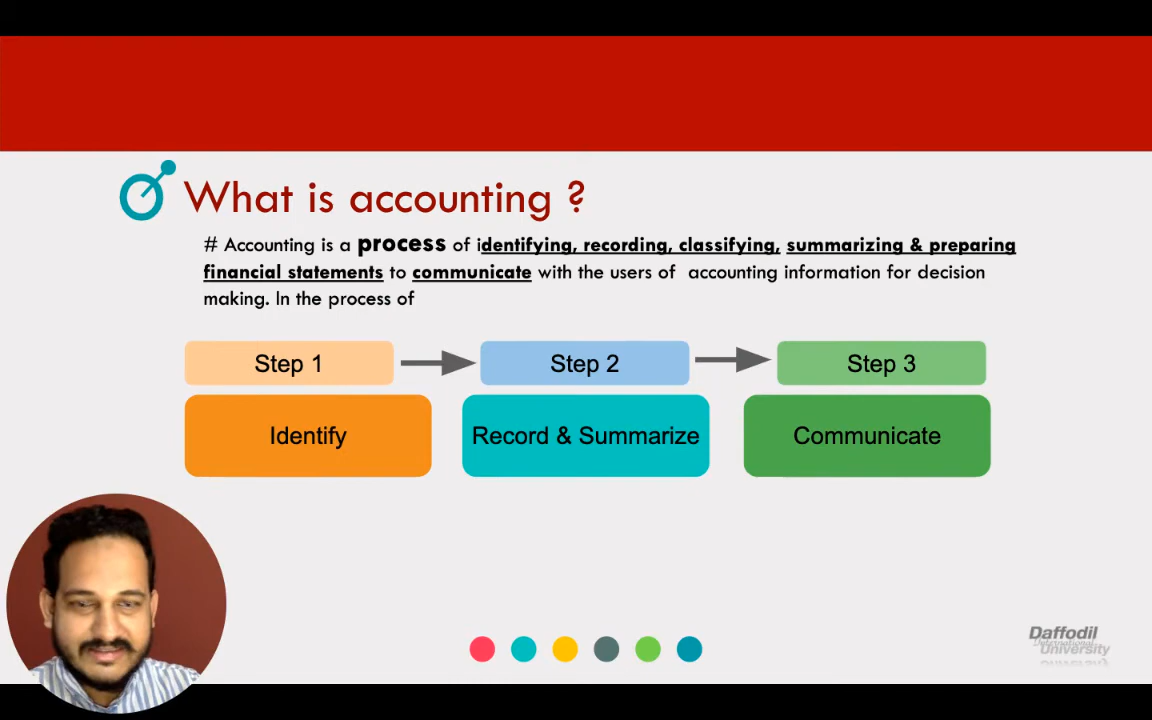 What is accounting ?
# Accounting is a process of identifying, recording, classifying, summarizing & preparing
financial statements to communicate with the users of accounting information for decision
making. In the process of
Step 1
Step 2
Step 3
Identify
Record & Summarize
Communicate
Daffodil
International
University